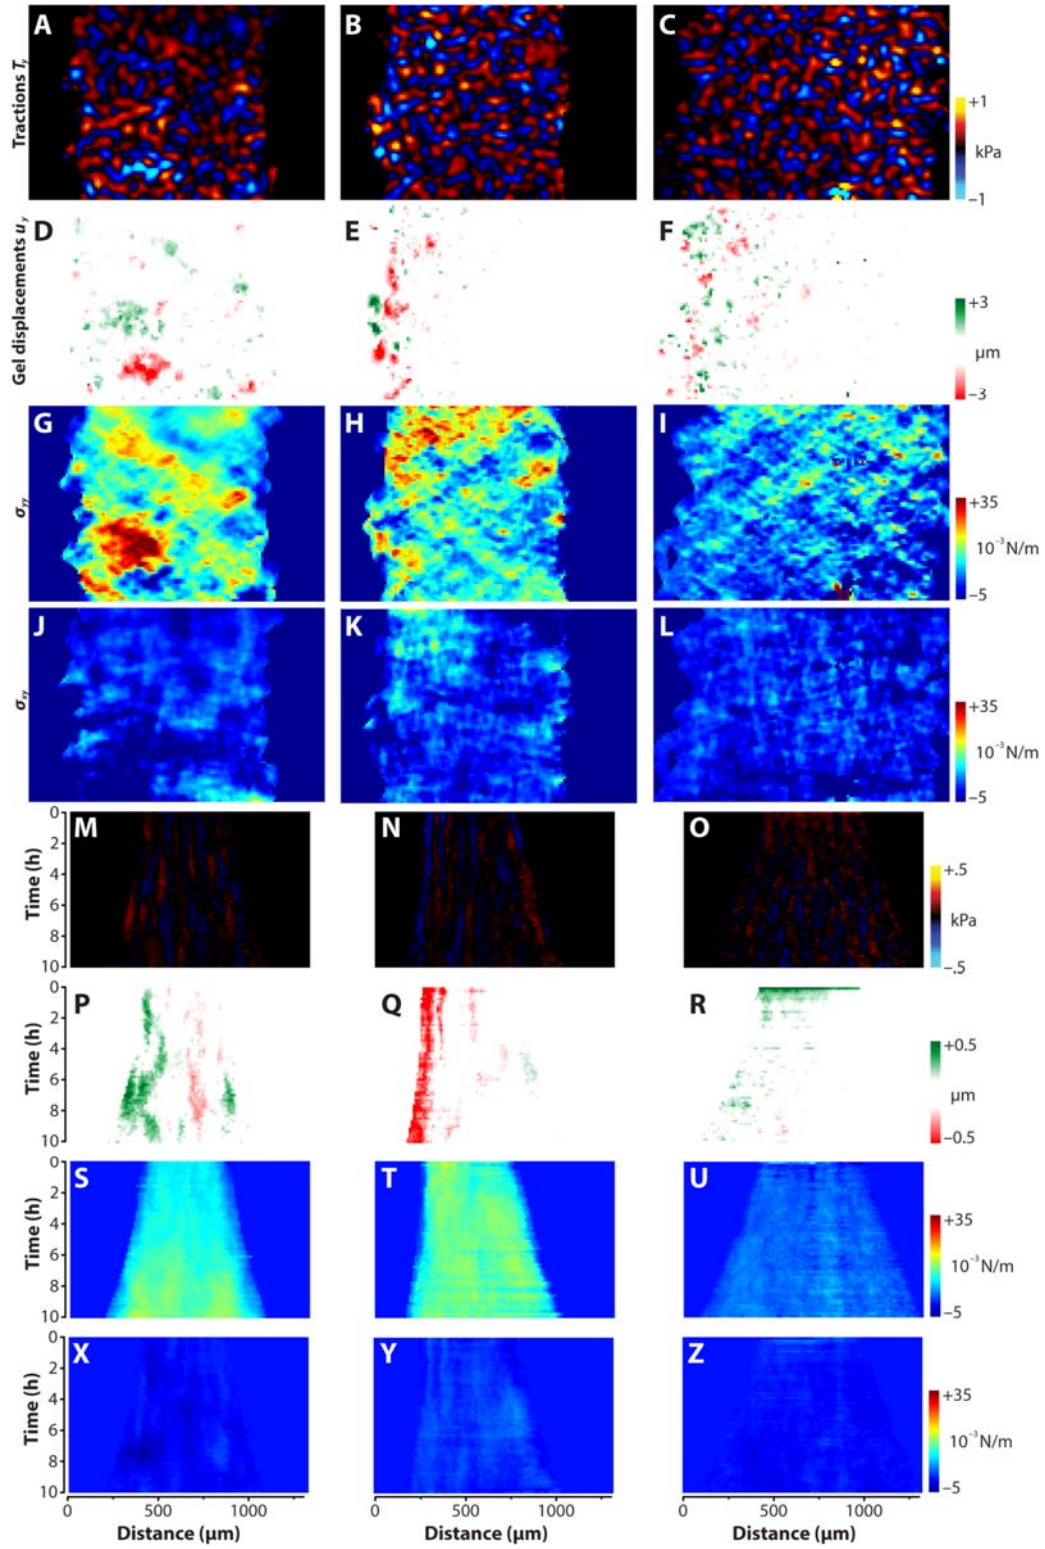 A B C
Tractions Ty
+1
kPa
−1
D E F
Gel displacements uy
+3
µm
−3
G H I
σyy
+35
10⁻³ N/m
−5
J K L
σxy
+35
10⁻³ N/m
−5
M N O
Time (h)
0
2
4
6
8
10
+.5
kPa
−.5
P Q R
Time (h)
0
2
4
6
8
10
+0.5
µm
−0.5
S T U
Time (h)
0
2
4
6
8
10
+35
10⁻³ N/m
−5
X Y Z
Time (h)
0
2
4
6
8
10
+35
10⁻³ N/m
−5
0 500 1000 0 500 1000 0 500 1000
Distance (µm) Distance (µm) Distance (µm)